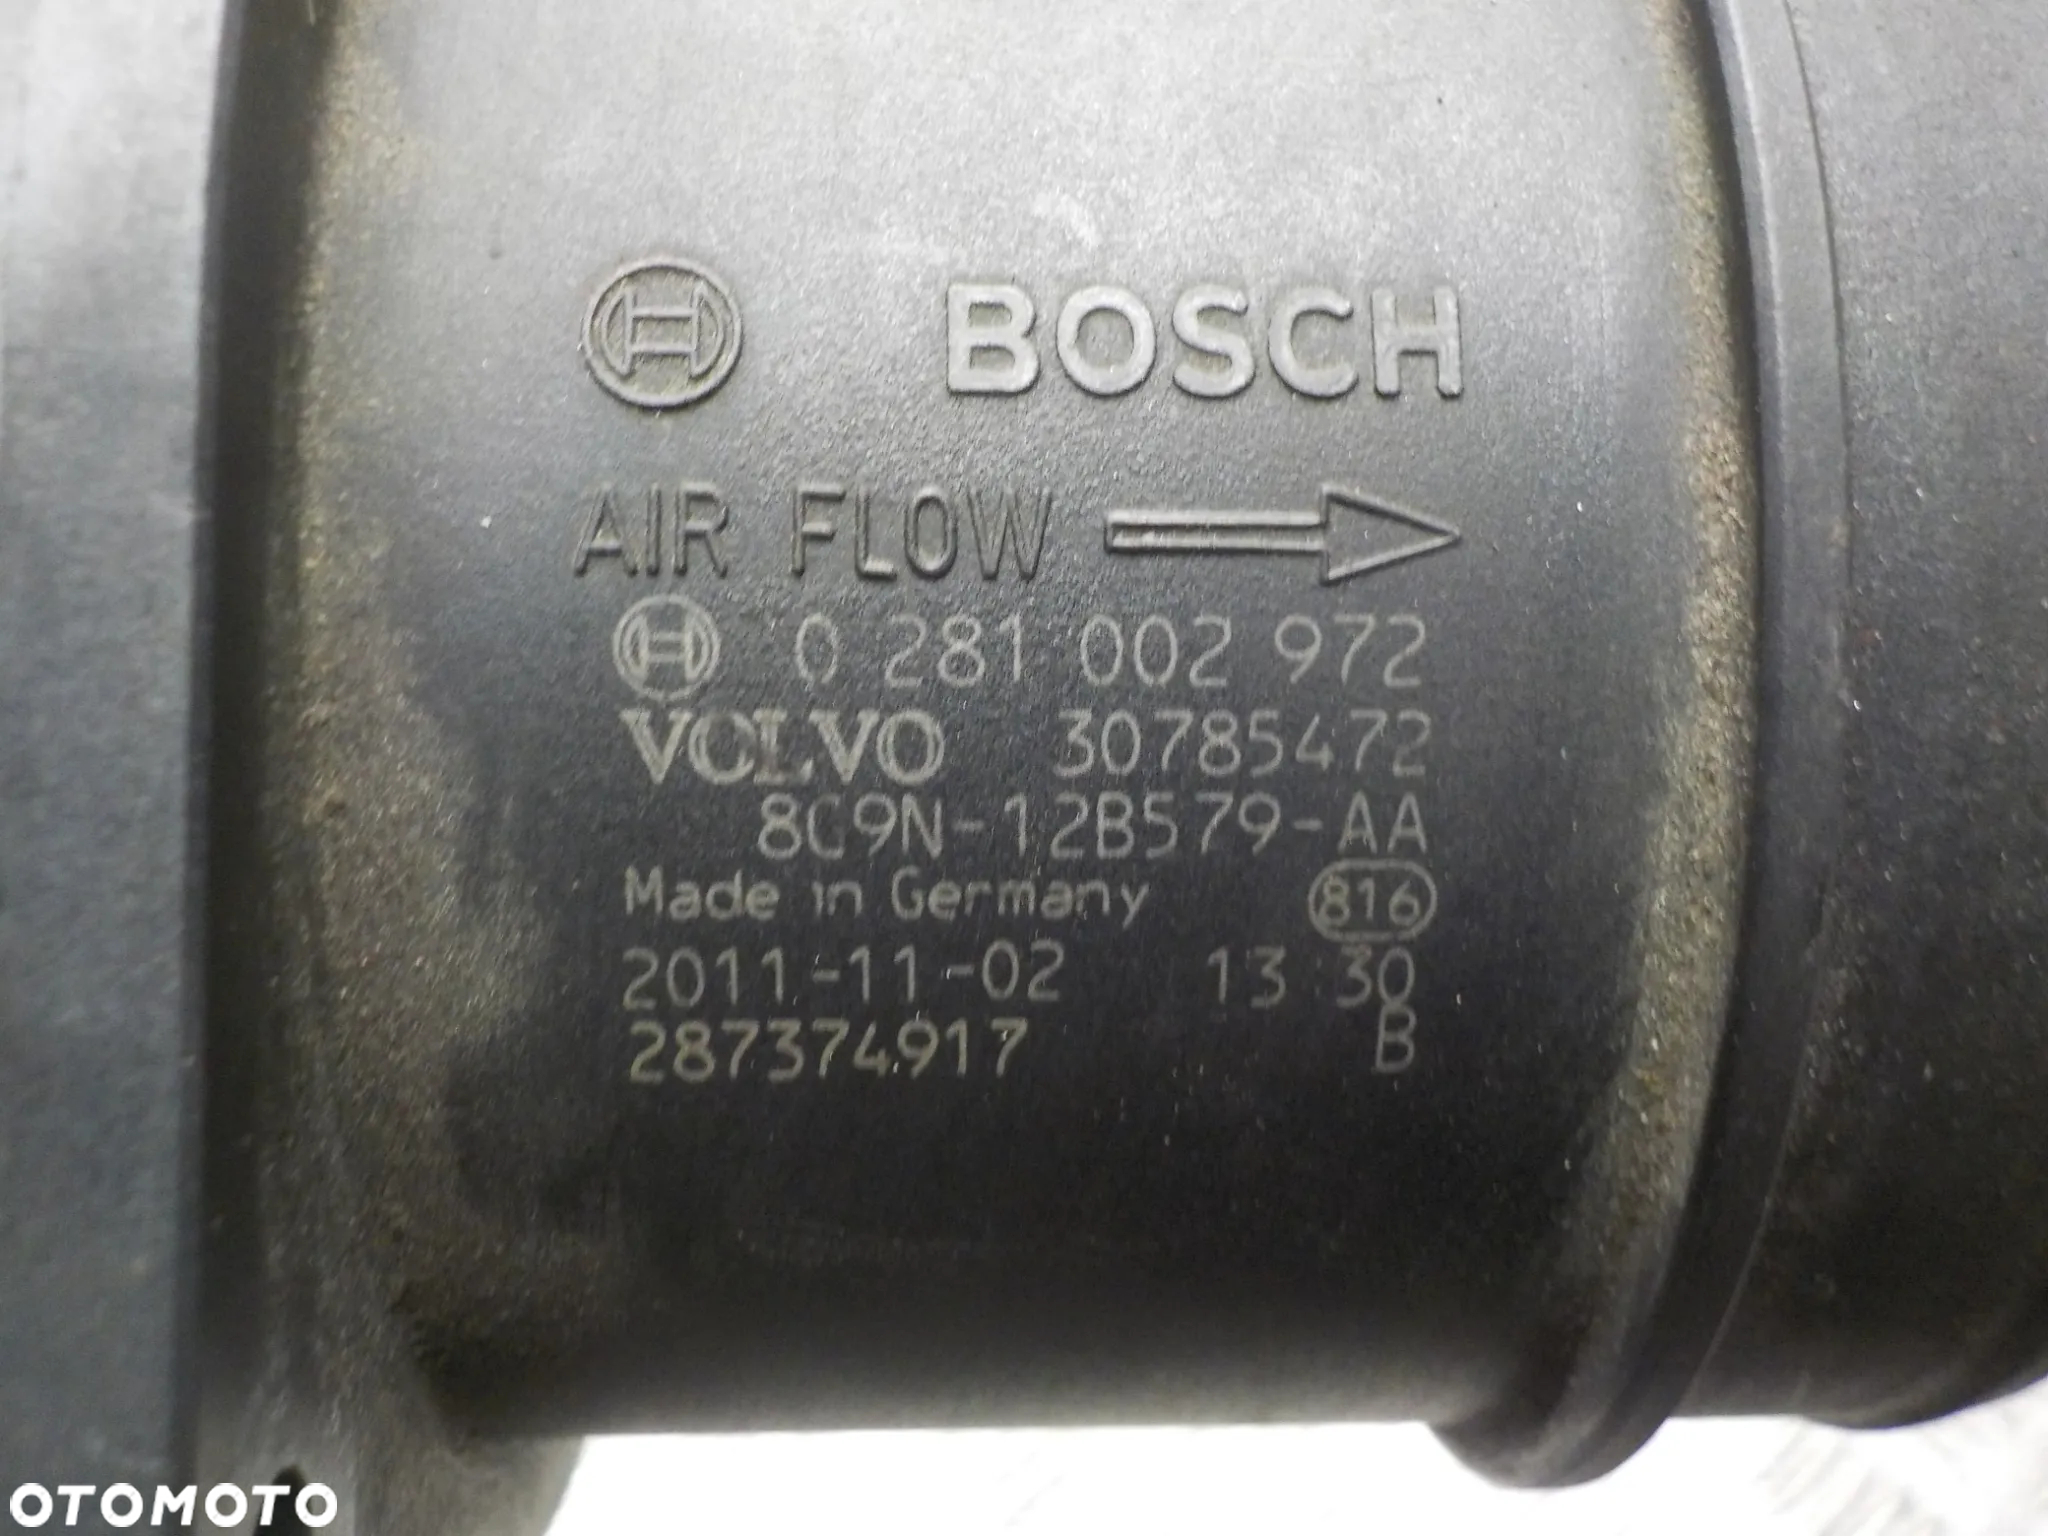 BOSCH
AIR FLOW
0 281 002 972
VOLVO 30785472
8G9N-12B579-AA
Made in Germany 816
2011-11-02 13:30
287374917 B
OTOMOTO